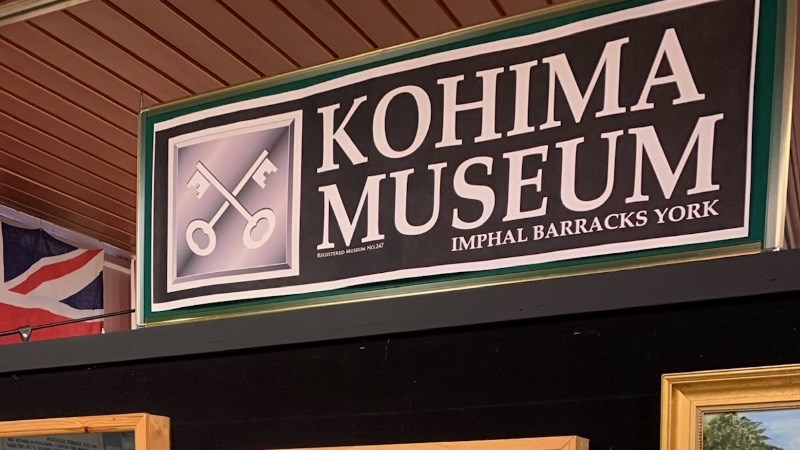 KOHIMA
MUSEUM
REGISTERED MUSEUM NO.247
IMPHAL BARRACKS YORK